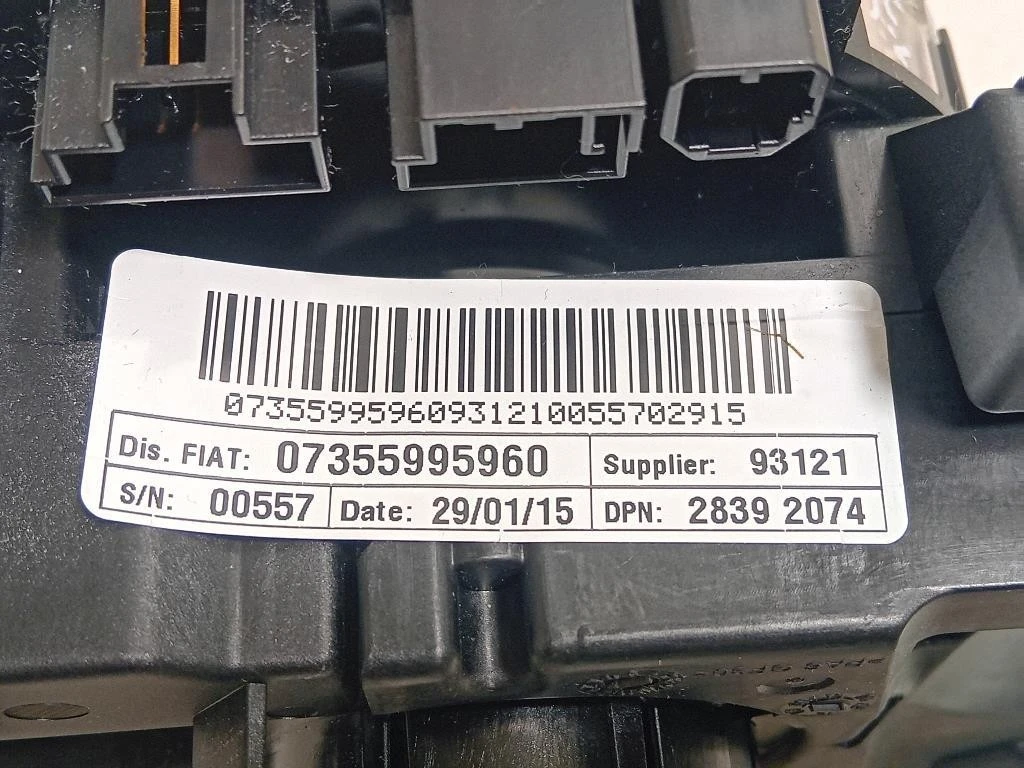 07355995960931210055702915
Dis. FIAT: 07355995960 Supplier: 93121
S/N: 00557 Date: 29/01/15 DPN: 2839 2074